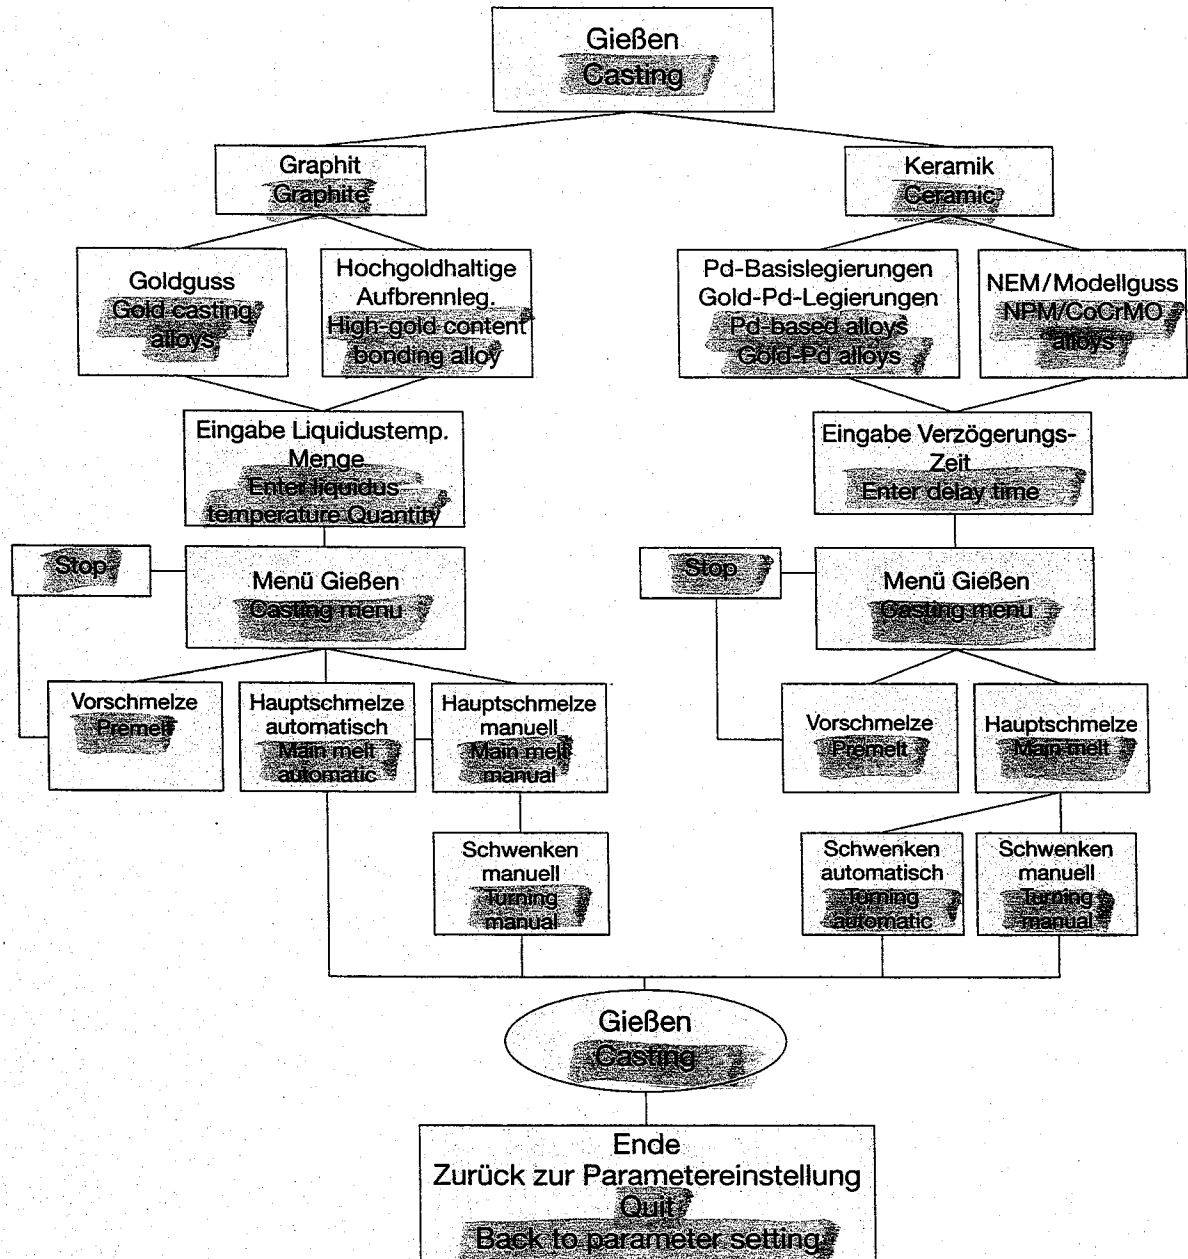 Gießen
Casting
Graphit
Graphite
Keramik
Ceramic
Goldguss
Gold casting
alloys
Hochgoldhaltige
Aufbrennleg.
High-gold content
bonding alloy
Pd-Basislegierungen
Gold-Pd-Legierungen
Pd-based alloys
Gold-Pd alloys
NEM/Modellguss
NPM/CoCrMO
alloys
Eingabe Liquidustemp.
Menge
Enter liquidus
temperature Quantity
Eingabe Verzögerungs-
Zeit
Enter delay time
Stop
Menü Gießen
Casting menu
Stop
Menü Gießen
Casting menu
Vorschmelze
Premelt
Hauptschmelze
automatisch
Main melt
automatic
Hauptschmelze
manuell
Main melt
manual
Vorschmelze
Premelt
Hauptschmelze
Main melt
Schwenken
manuell
Turning
manual
Schwenken
automatisch
Turning
automatic
Schwenken
manuell
Turning
manual
Gießen
Casting
Ende
Zurück zur Parametereinstellung
Quit
Back to parameter setting